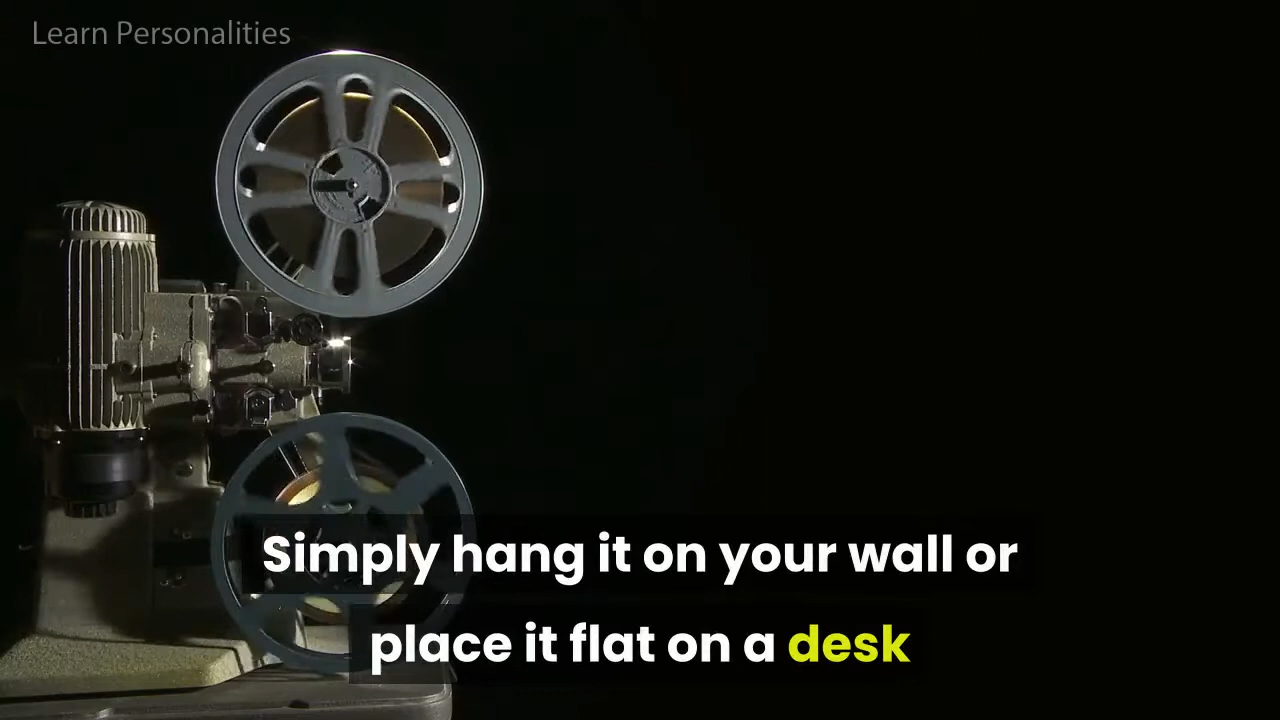 Learn Personalities
Simply hang it on your wall or
place it flat on a desk